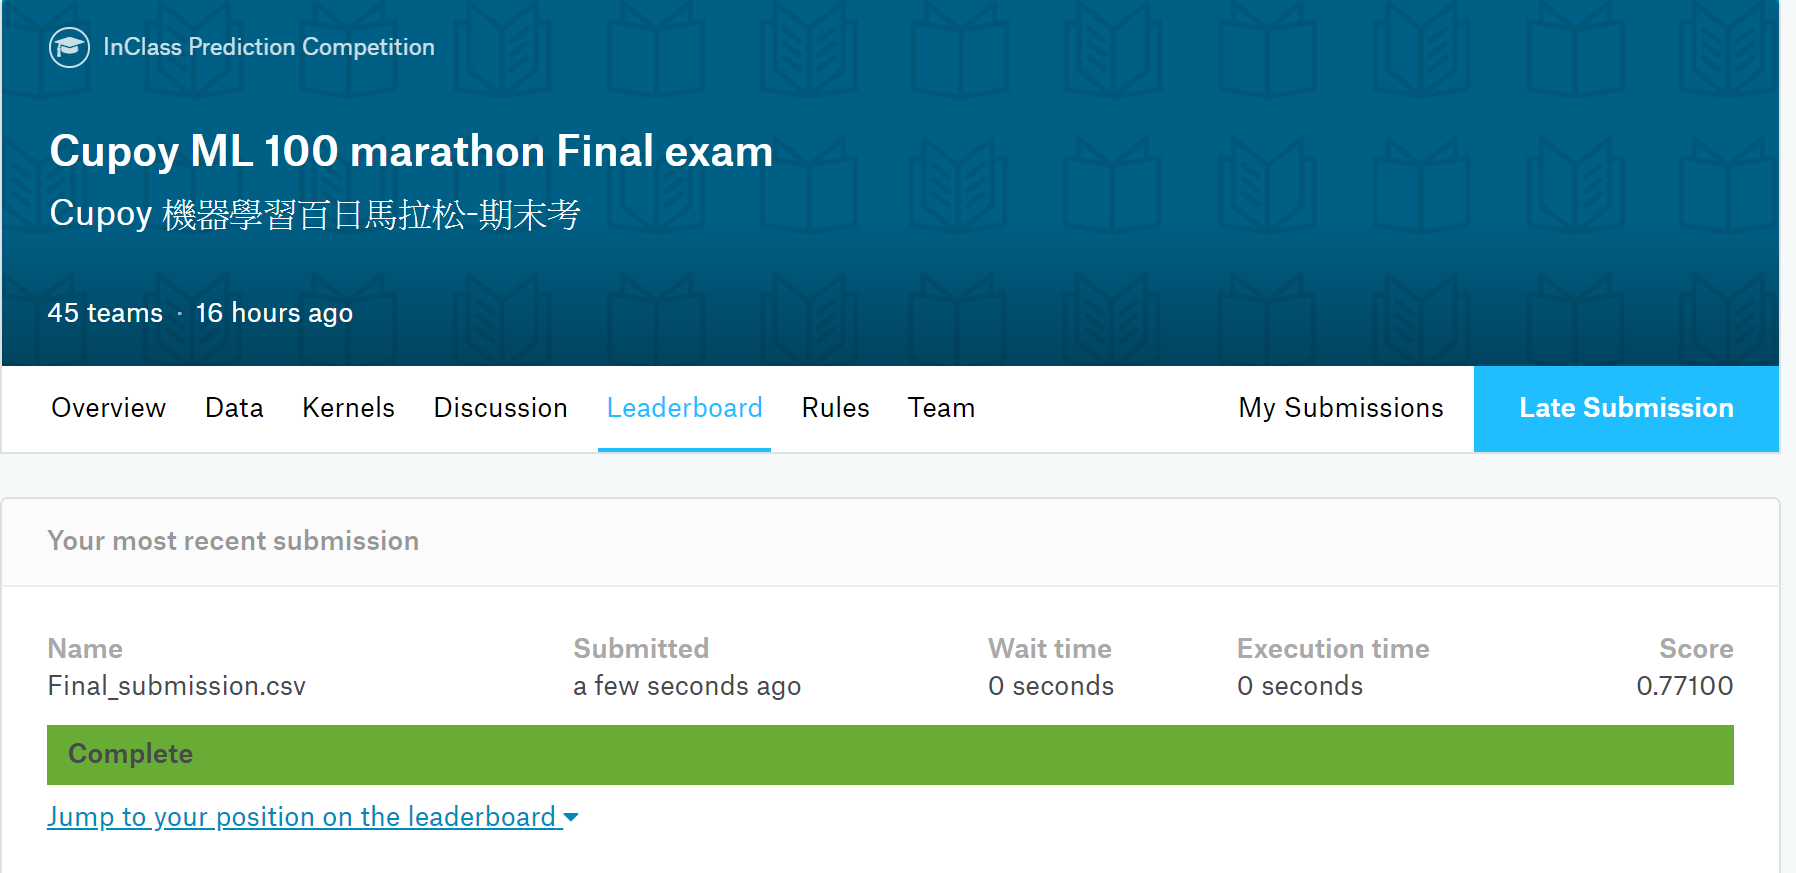 InClass Prediction Competition
Cupoy ML 100 marathon Final exam
Cupoy 機器學習百日馬拉松-期末考
45 teams · 16 hours ago
Overview Data Kernels Discussion Leaderboard Rules Team My Submissions Late Submission
Your most recent submission
Name Submitted Wait time Execution time Score
Final_submission.csv a few seconds ago 0 seconds 0 seconds 0.77100
Complete
Jump to your position on the leaderboard